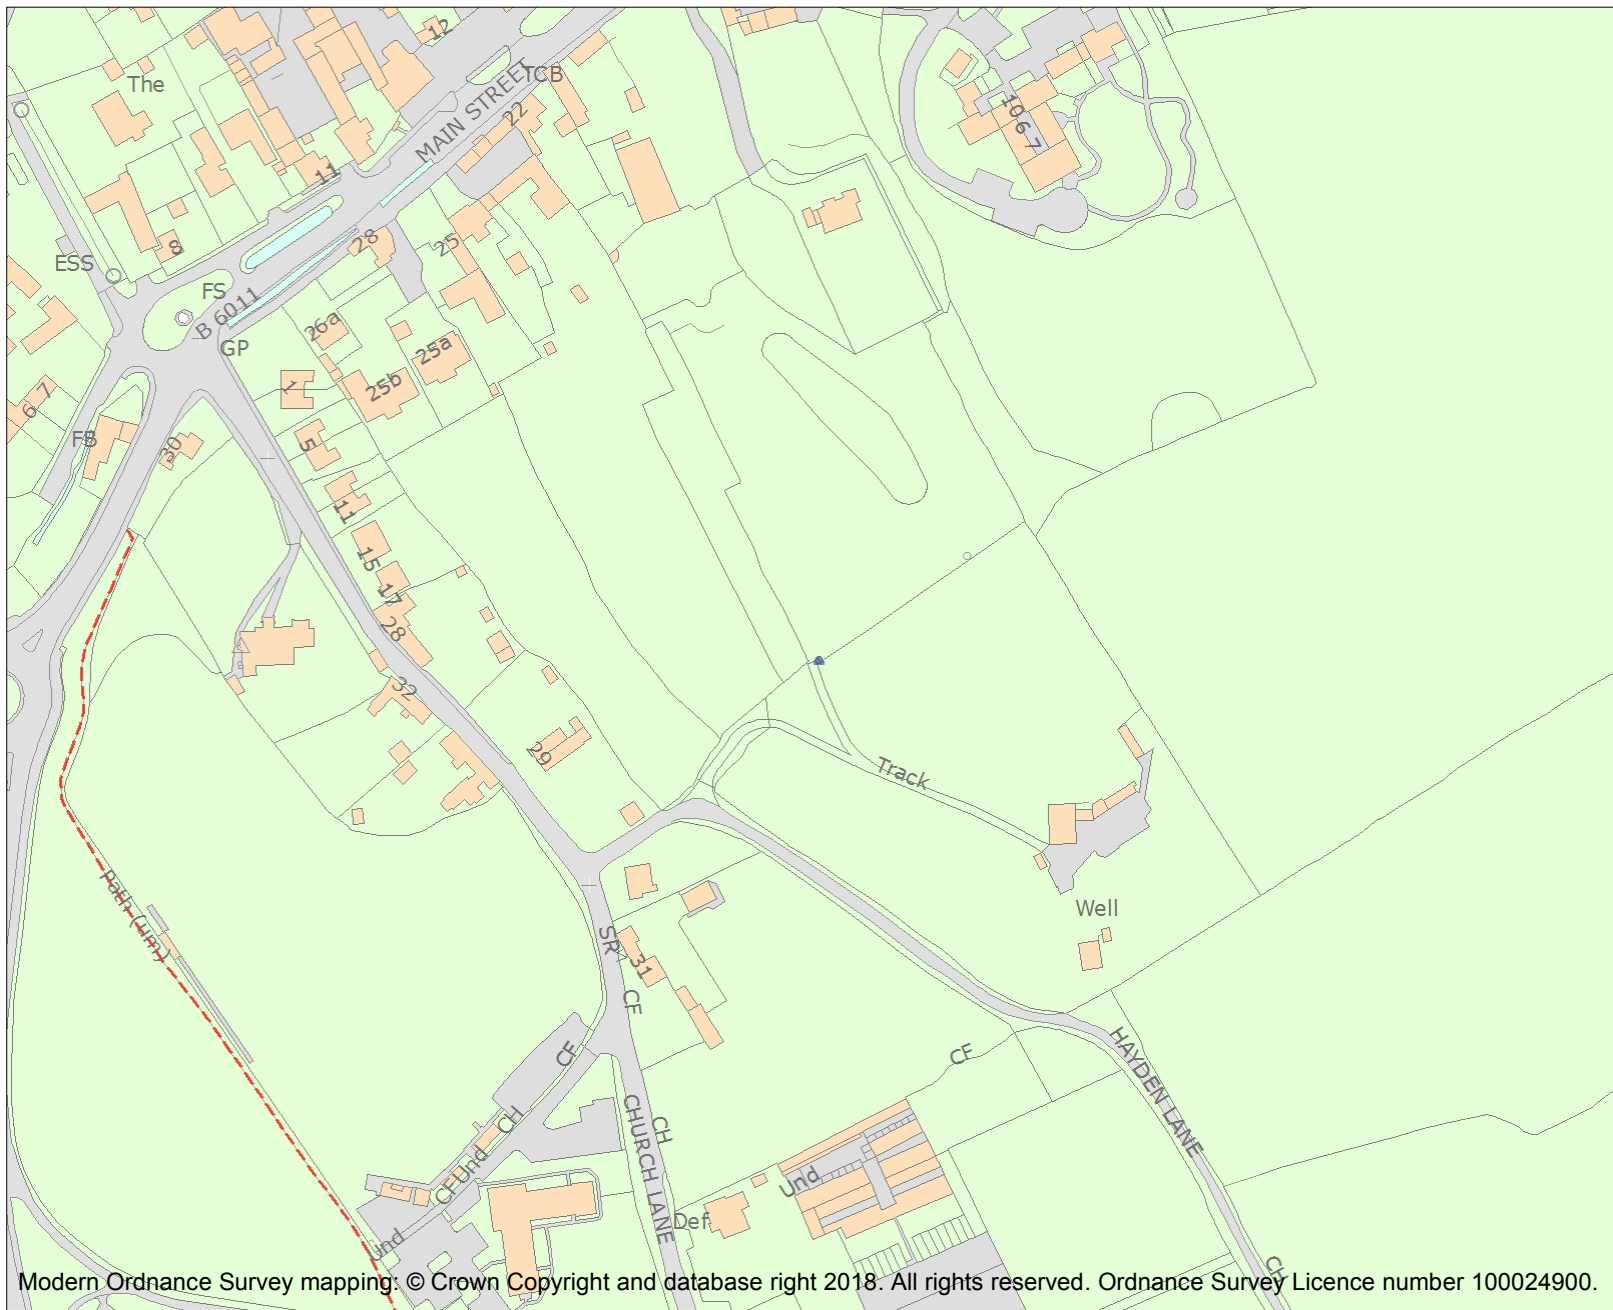 12
The
TCB
MAIN STREET
22
10 6 7
11
8
28
25
ESS
FS
B 6011
26a
GP
25a
1
25b
6 7
FB
30
5
11
15
17
28
32
29
Track
Path (um)
Well
SR
31
CF
CF
CF
HAYDEN LANE
CH
CH
CHURCH LANE
Und
CF
Und
Def
Und
CH
Modern Ordnance Survey mapping: © Crown Copyright and database right 2018. All rights reserved. Ordnance Survey Licence number 100024900.